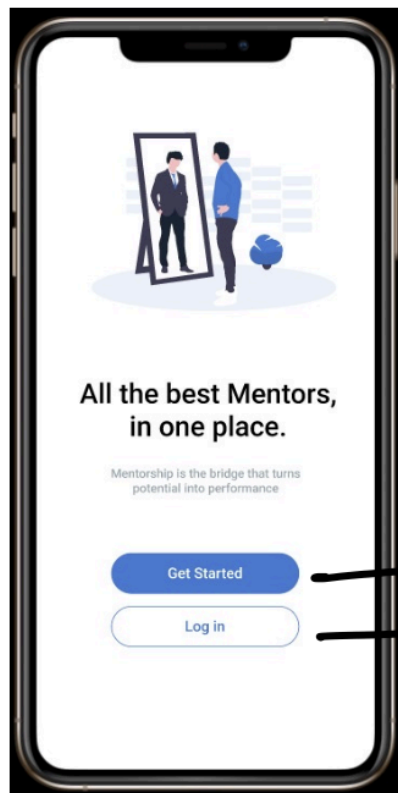 All the best Mentors,
in one place.
Mentorship is the bridge that turns
potential into performance
Get Started
Log in